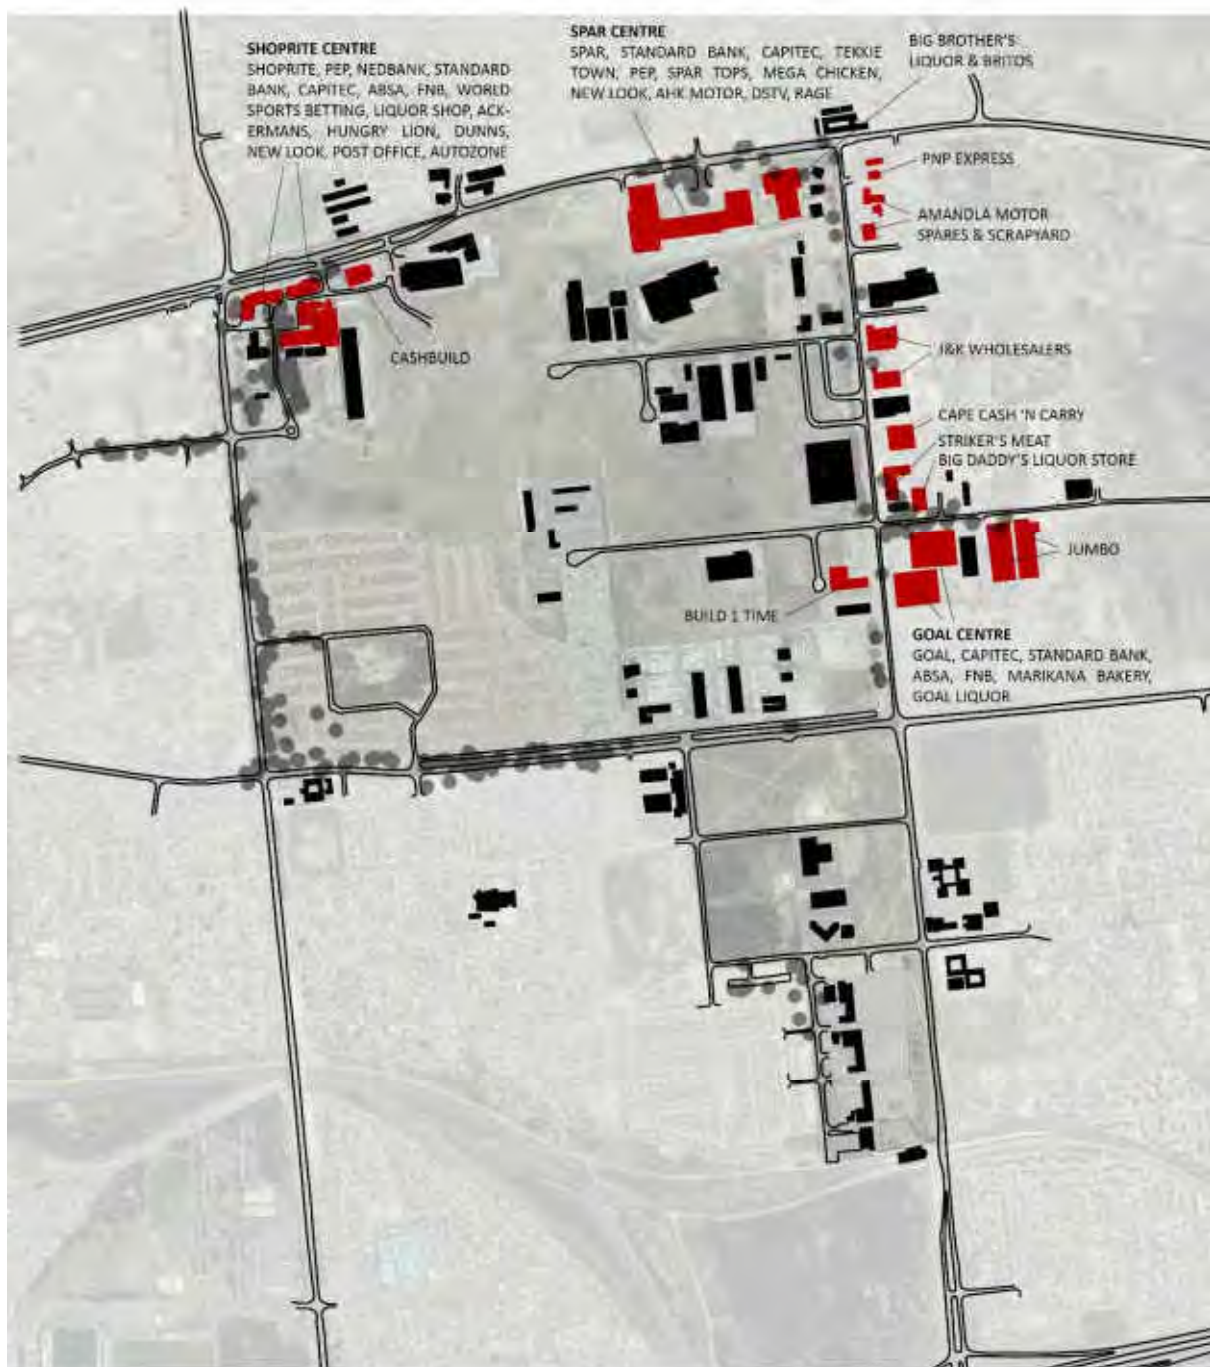 SHOPRITE CENTRE
SHOPRITE, PEP, NEDBANK, STANDARD
BANK, CAPITEC, ABSA, FNB, WORLD
SPORTS BETTING, LIQUOR SHOP, ACK-
ERMANS, HUNGRY LION, DUNNS,
NEW LOOK, POST OFFICE, AUTOZONE
SPAR CENTRE
SPAR, STANDARD BANK, CAPITEC, TEKKIE
TOWN, PEP, SPAR TOPS, MEGA CHICKEN,
NEW LOOK, AHK MOTOR, DSTV, RAGE
BIG BROTHER'S
LIQUOR & BRITOS
PNP EXPRESS
AMANDLA MOTOR
SPARES & SCRAPYARD
CASHBUILD
J&K WHOLESALERS
CAPE CASH 'N CARRY
STRIKER'S MEAT
BIG DADDY'S LIQUOR STORE
JUMBO
BUILD 1 TIME
GOAL CENTRE
GOAL, CAPITEC, STANDARD BANK,
ABSA, FNB, MARIKANA BAKERY,
GOAL LIQUOR